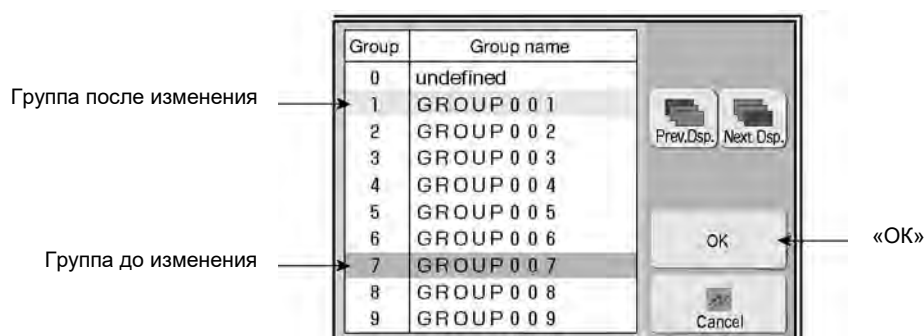 Group Group name
0 undefined
Группа после изменения
1 GROUP001
2 GROUP002
Prev.Dsp. Next Dsp.
3 GROUP003
4 GROUP004
5 GROUP005
6 GROUP006
OK
«ОК»
Группа до изменения
7 GROUP007
8 GROUP008
9 GROUP009
Cancel